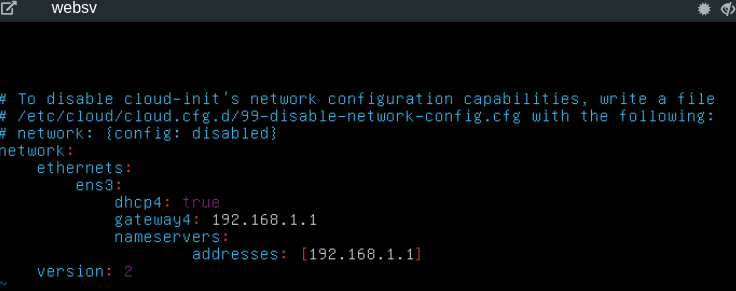 websv
# To disable cloud-init's network configuration capabilities, write a file
# /etc/cloud/cloud.cfg.d/99-disable-network-config.cfg with the following:
# network: {config: disabled}
network:
    ethernets:
        ens3:
            dhcp4: true
            gateway4: 192.168.1.1
            nameservers:
                    addresses: [192.168.1.1]
    version: 2
~